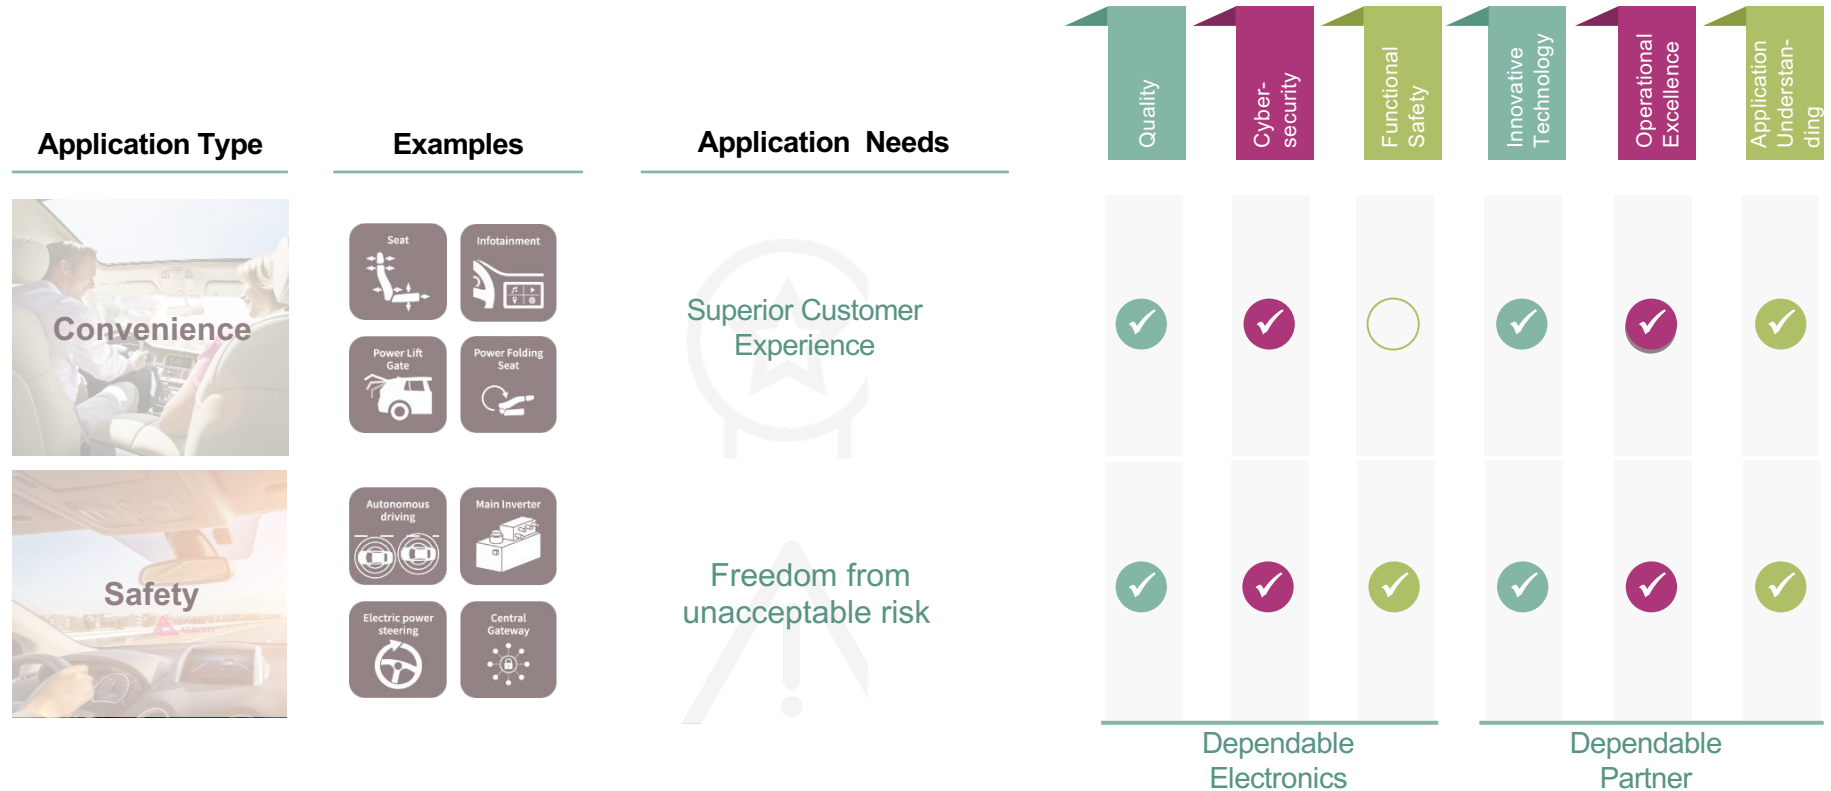 Quality
Cyber-
security
Functional
Safety
Innovative
Technology
Operational
Excellence
Application
Understan-
ding
Application Type
Examples
Application Needs
Convenience
Seat
Infotainment
Power Lift
Gate
Power Folding
Seat
Superior Customer
Experience
Safety
Autonomous
driving
Main Inverter
Electric power
steering
Central
Gateway
Freedom from
unacceptable risk
Dependable
Electronics
Dependable
Partner